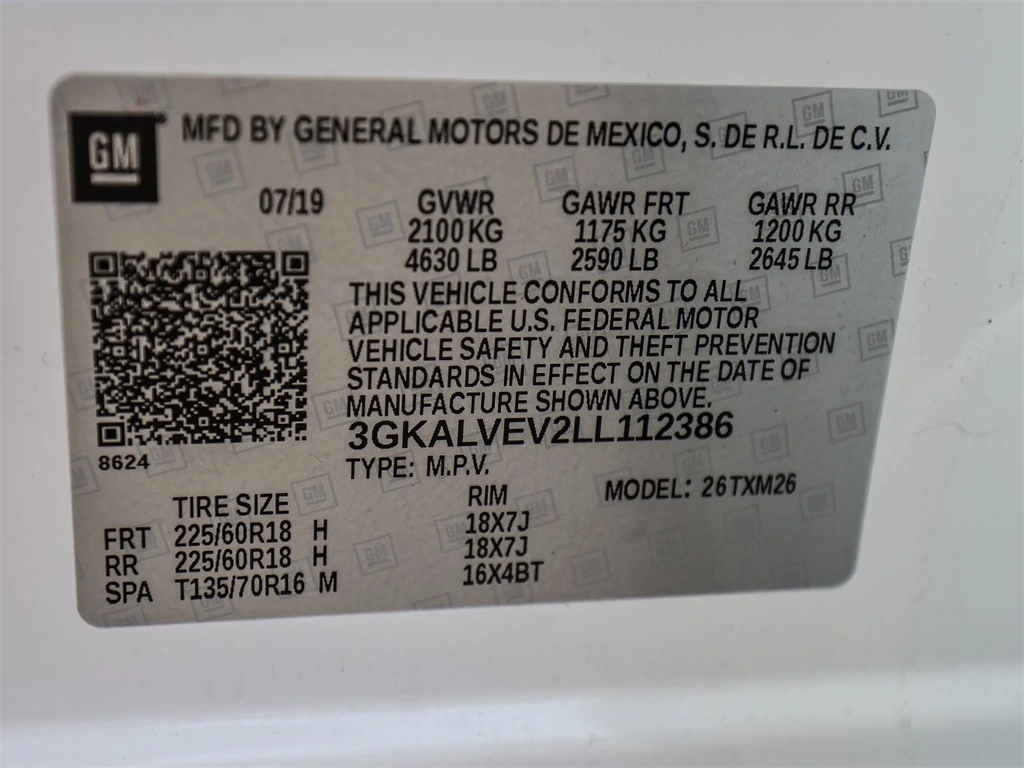 GM
MFD BY GENERAL MOTORS DE MEXICO, S. DE R.L. DE C.V.
07/19 GVWR GAWR FRT GAWR RR
2100 KG 1175 KG 1200 KG
4630 LB 2590 LB 2645 LB
THIS VEHICLE CONFORMS TO ALL
APPLICABLE U.S. FEDERAL MOTOR
VEHICLE SAFETY AND THEFT PREVENTION
STANDARDS IN EFFECT ON THE DATE OF
MANUFACTURE SHOWN ABOVE.
3GKALVEV2LL112386
8624
TYPE: M.P.V.
TIRE SIZE RIM MODEL: 26TXM26
FRT 225/60R18 H 18X7J
RR 225/60R18 H 18X7J
SPA T135/70R16 M 16X4BT